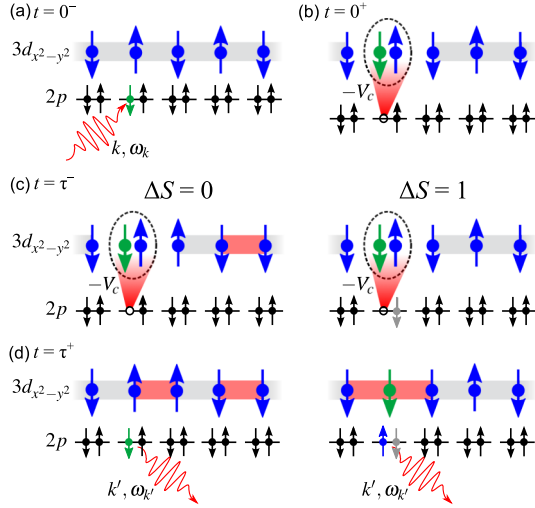 (a) t = 0⁻
3d_{x²−y²}
2p
k, ω_k
(b) t = 0⁺
−V_c
(c) t = τ⁻
ΔS = 0
ΔS = 1
3d_{x²−y²}
−V_c
−V_c
2p
(d) t = τ⁺
3d_{x²−y²}
2p
k′, ω_{k′}
k′, ω_{k′}